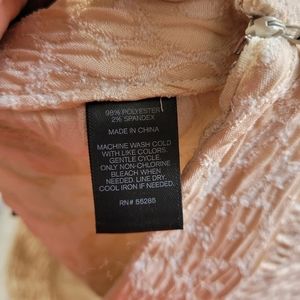 98% POLYESTER
2% SPANDEX
MADE IN CHINA
MACHINE WASH COLD
WITH LIKE COLORS.
GENTLE CYCLE.
ONLY NON-CHLORINE
BLEACH WHEN
NEEDED. LINE DRY.
COOL IRON IF NEEDED.
RN# 55285